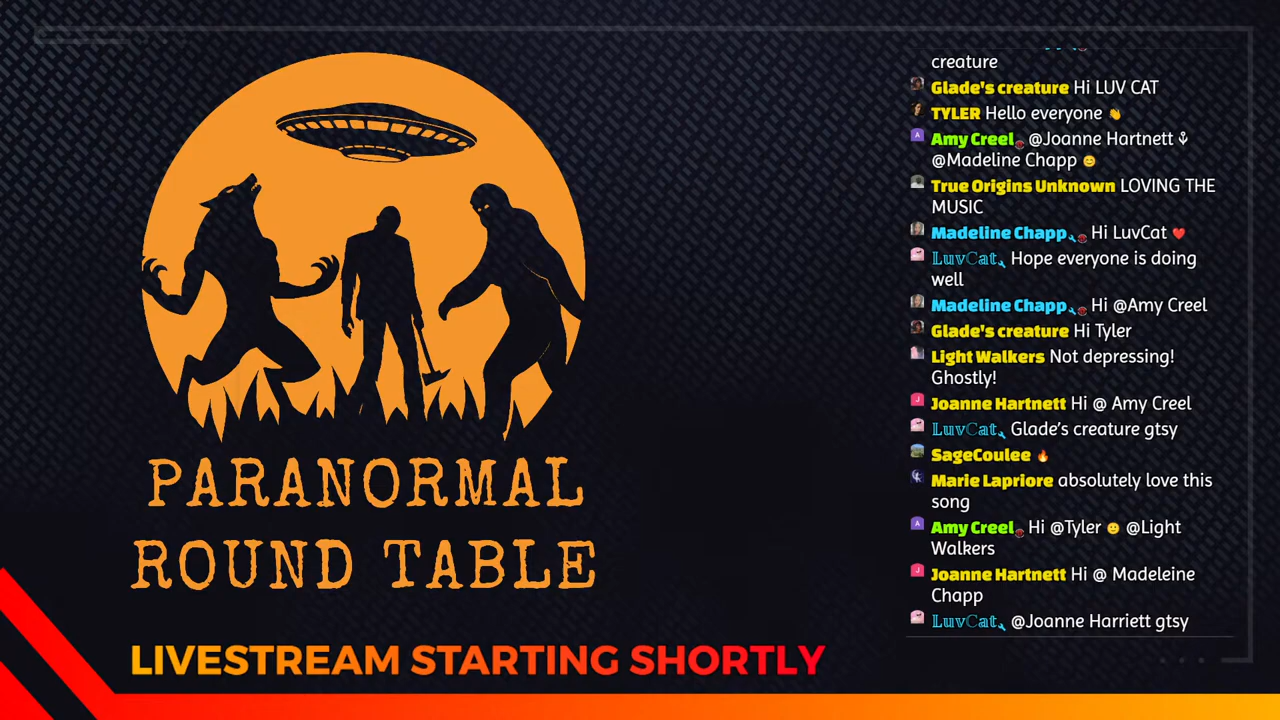 PARANORMAL
ROUND TABLE
LIVESTREAM STARTING SHORTLY
creature
Glade's creature Hi LUV CAT
TYLER Hello everyone 👏
Amy Creel @Joanne Hartnett ⚓
@Madeline Chapp 😊
True Origins Unknown LOVING THE
MUSIC
Madeline Chapp Hi LuvCat ❤️
𝕃𝕦𝕧ℂ𝕒𝕥 Hope everyone is doing
well
Madeline Chapp Hi @Amy Creel
Glade's creature Hi Tyler
Light Walkers Not depressing!
Ghostly!
Joanne Hartnett Hi @ Amy Creel
𝕃𝕦𝕧ℂ𝕒𝕥 Glade's creature gtsy
SageCoulee 🔥
Marie Lapriore absolutely love this
song
Amy Creel Hi @Tyler 🙂 @Light
Walkers
Joanne Hartnett Hi @ Madeleine
Chapp
𝕃𝕦𝕧ℂ𝕒𝕥 @Joanne Harriett gtsy